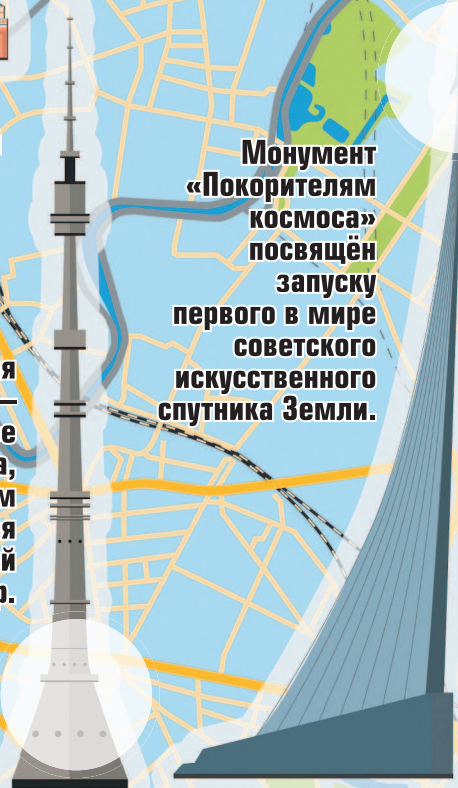 Монумент
«Покорителям
космоса»
посвящён
запуску
первого в мире
советского
искусственного
спутника Земли.
я
—
е
а,
м
я
й
р.